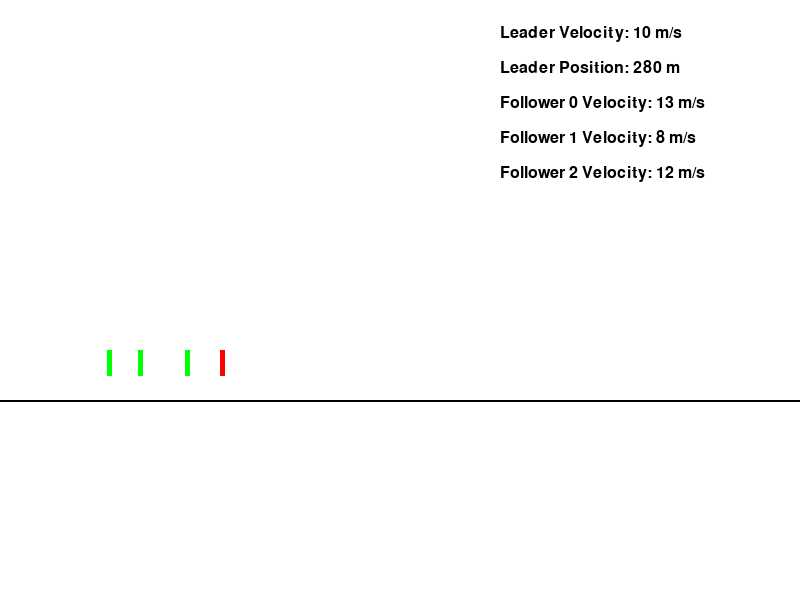 Leader Velocity: 10 m/s
Leader Position: 280 m
Follower 0 Velocity: 13 m/s
Follower 1 Velocity: 8 m/s
Follower 2 Velocity: 12 m/s